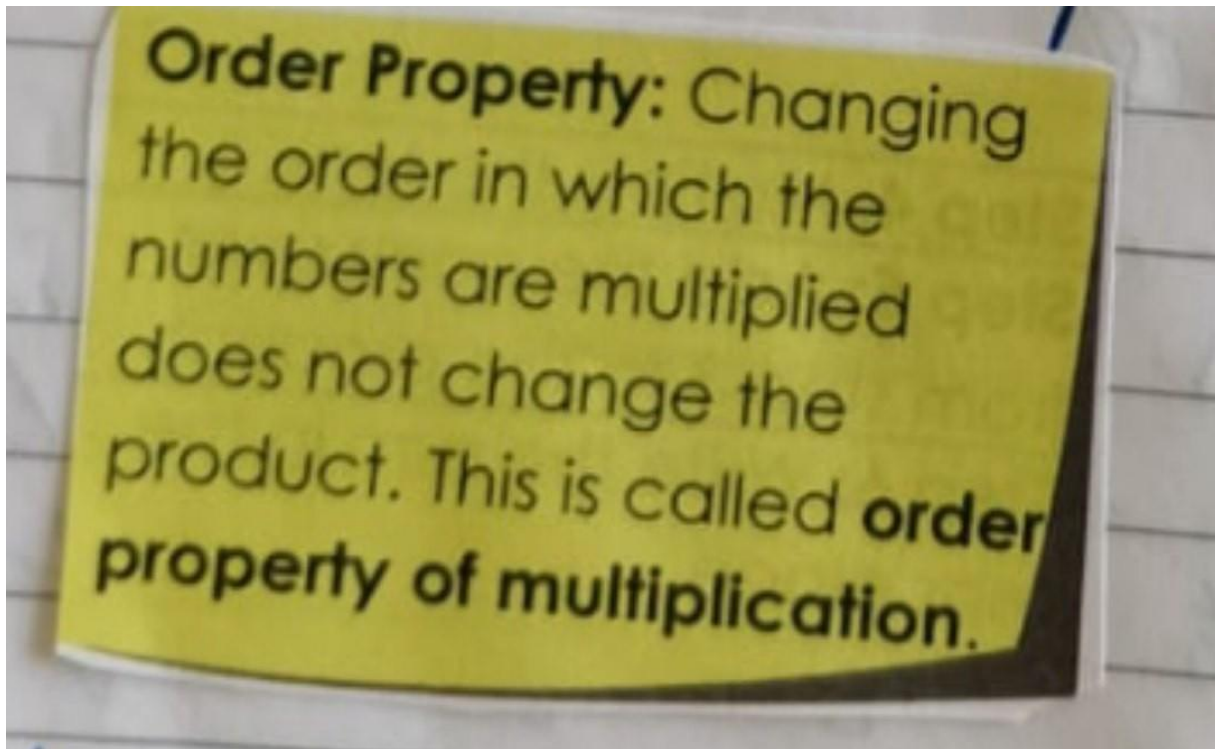 Order Property: Changing
the order in which the
numbers are multiplied
does not change the
product. This is called order
property of multiplication.